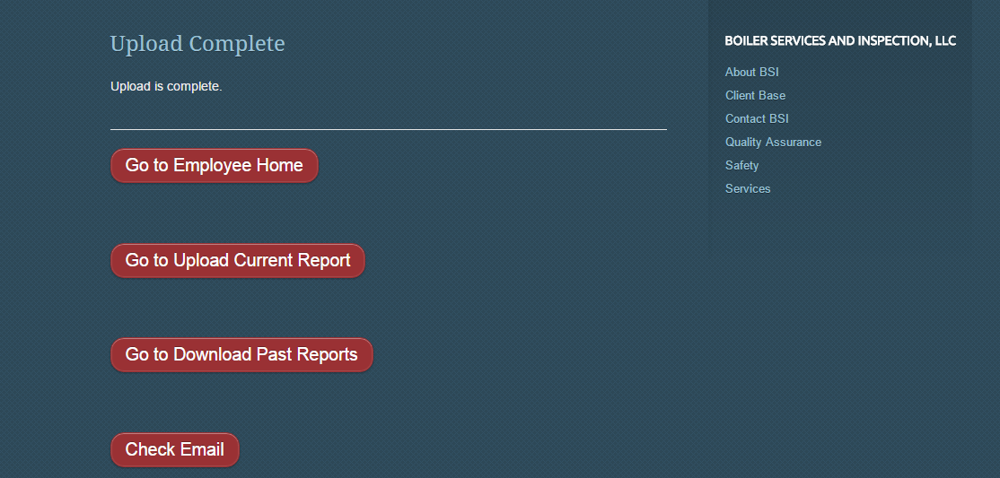 Upload Complete
Upload is complete.
Go to Employee Home
Go to Upload Current Report
Go to Download Past Reports
Check Email
BOILER SERVICES AND INSPECTION, LLC
About BSI
Client Base
Contact BSI
Quality Assurance
Safety
Services